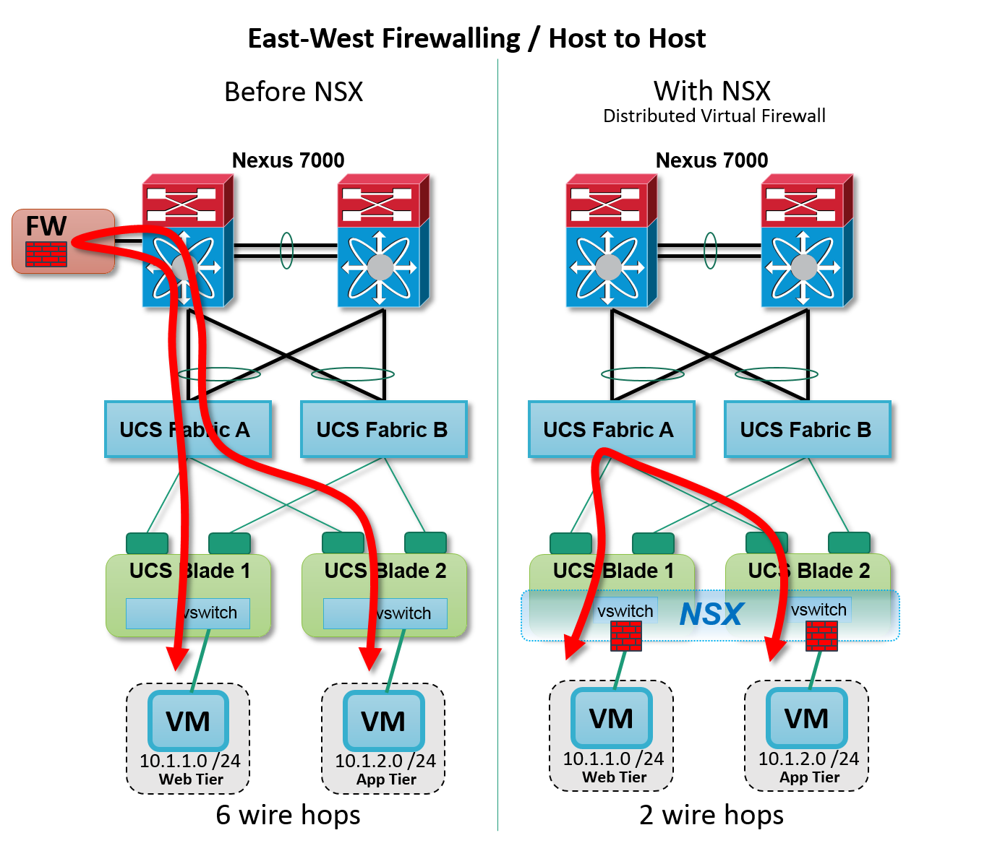 East-West Firewalling / Host to Host
Before NSX
Nexus 7000
FW
UCS Fabric A
UCS Fabric B
UCS Blade 1
UCS Blade 2
vswitch
vswitch
VM
10.1.1.0 /24
Web Tier
VM
10.1.2.0 /24
App Tier
6 wire hops
With NSX
Distributed Virtual Firewall
Nexus 7000
UCS Fabric A
UCS Fabric B
UCS Blade 1
UCS Blade 2
vswitch
NSX
vswitch
VM
10.1.1.0 /24
Web Tier
VM
10.1.2.0 /24
App Tier
2 wire hops